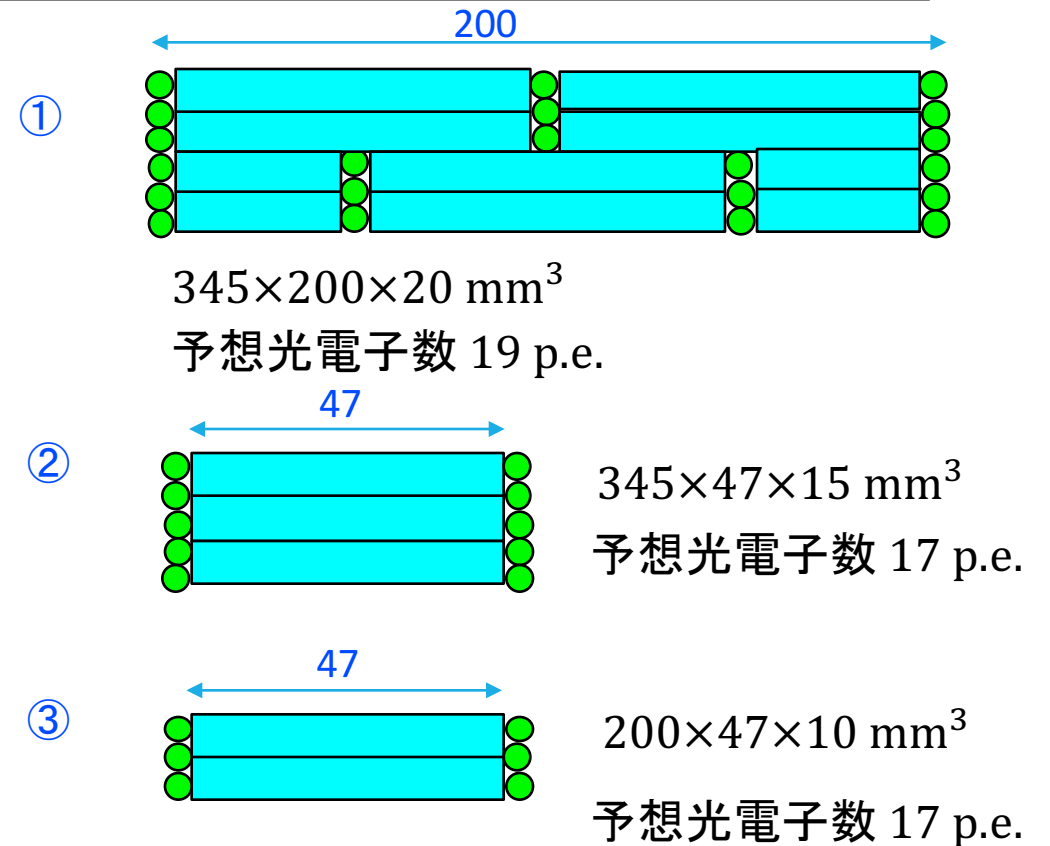 200
①
345×200×20 mm³
予想光電子数 19 p.e.
47
②
345×47×15 mm³
予想光電子数 17 p.e.
47
③
200×47×10 mm³
予想光電子数 17 p.e.